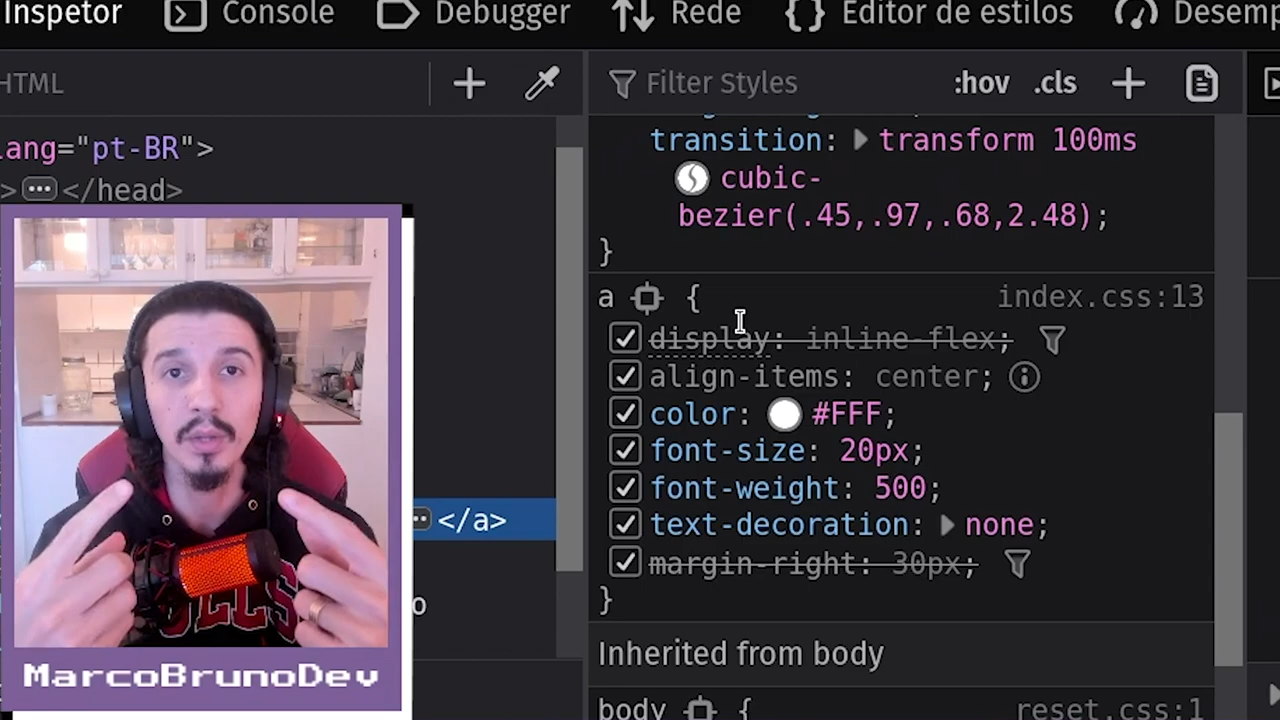 Inspetor Console Debugger Rede Editor de estilos Desemp
HTML
Filter Styles :hov .cls
lang="pt-BR">
></head>
</a>
o
transition: transform 100ms
cubic-
bezier(.45,.97,.68,2.48);
}
a { index.css:13
display: inline-flex;
align-items: center;
color: #FFF;
font-size: 20px;
font-weight: 500;
text-decoration: none;
margin-right: 30px;
}
Inherited from body
body { reset.css:1
MarcoBrunoDev